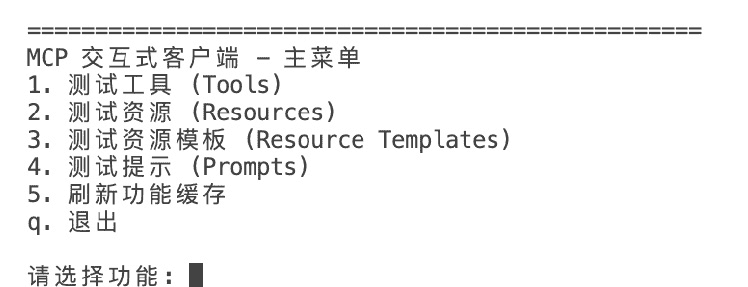 ==================================================
MCP 交互式客户端 - 主菜单
1. 测试工具 (Tools)
2. 测试资源 (Resources)
3. 测试资源模板 (Resource Templates)
4. 测试提示 (Prompts)
5. 刷新功能缓存
q. 退出
请选择功能: